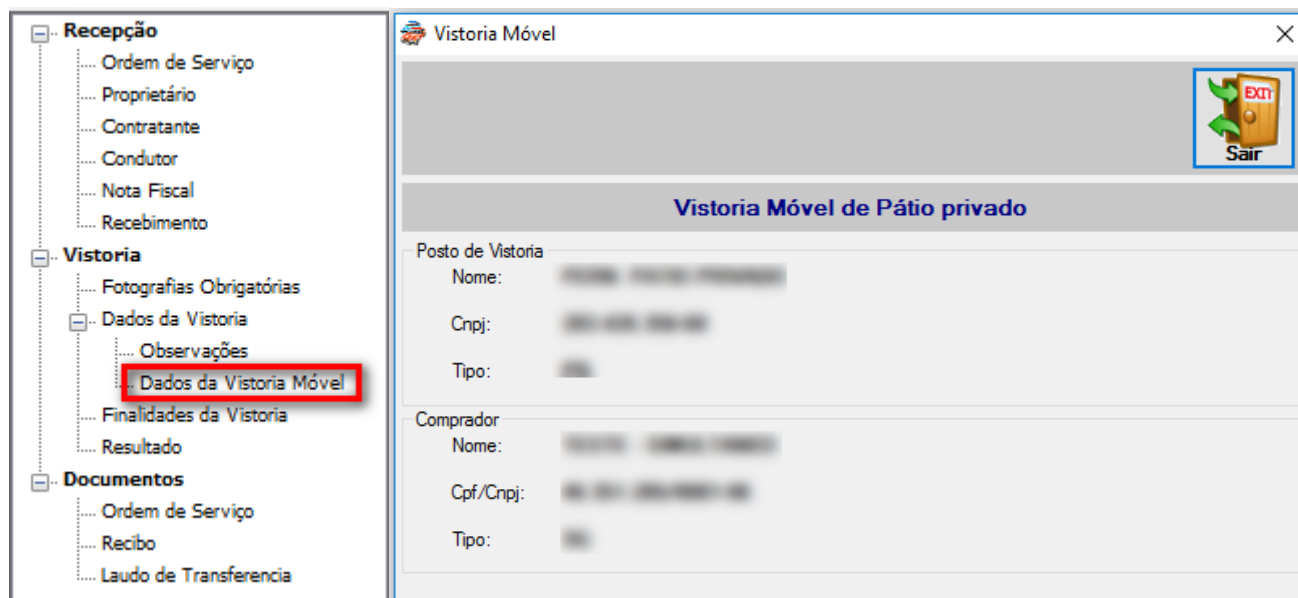 Recepção
Ordem de Serviço
Proprietário
Contratante
Condutor
Nota Fiscal
Recebimento
Vistoria
Fotografias Obrigatórias
Dados da Vistoria
Observações
Dados da Vistoria Móvel
Finalidades da Vistoria
Resultado
Documentos
Ordem de Serviço
Recibo
Laudo de Transferencia
Vistoria Móvel
EXIT
Sair
Vistoria Móvel de Pátio privado
Posto de Vistoria
Nome:
Cnpj:
Tipo:
Comprador
Nome:
Cpf/Cnpj:
Tipo: